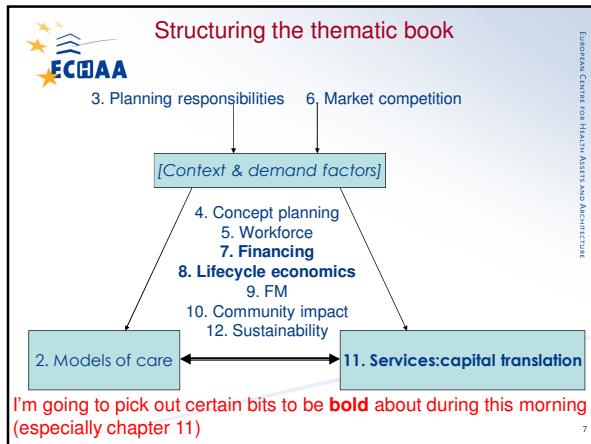 Structuring the thematic book
ECHAA
EUROPEAN CENTRE FOR HEALTH ASSETS AND ARCHITECTURE
3. Planning responsibilities
6. Market competition
[Context & demand factors]
4. Concept planning
5. Workforce
7. Financing
8. Lifecycle economics
9. FM
10. Community impact
12. Sustainability
2. Models of care
11. Services:capital translation
I'm going to pick out certain bits to be bold about during this morning
(especially chapter 11)
7